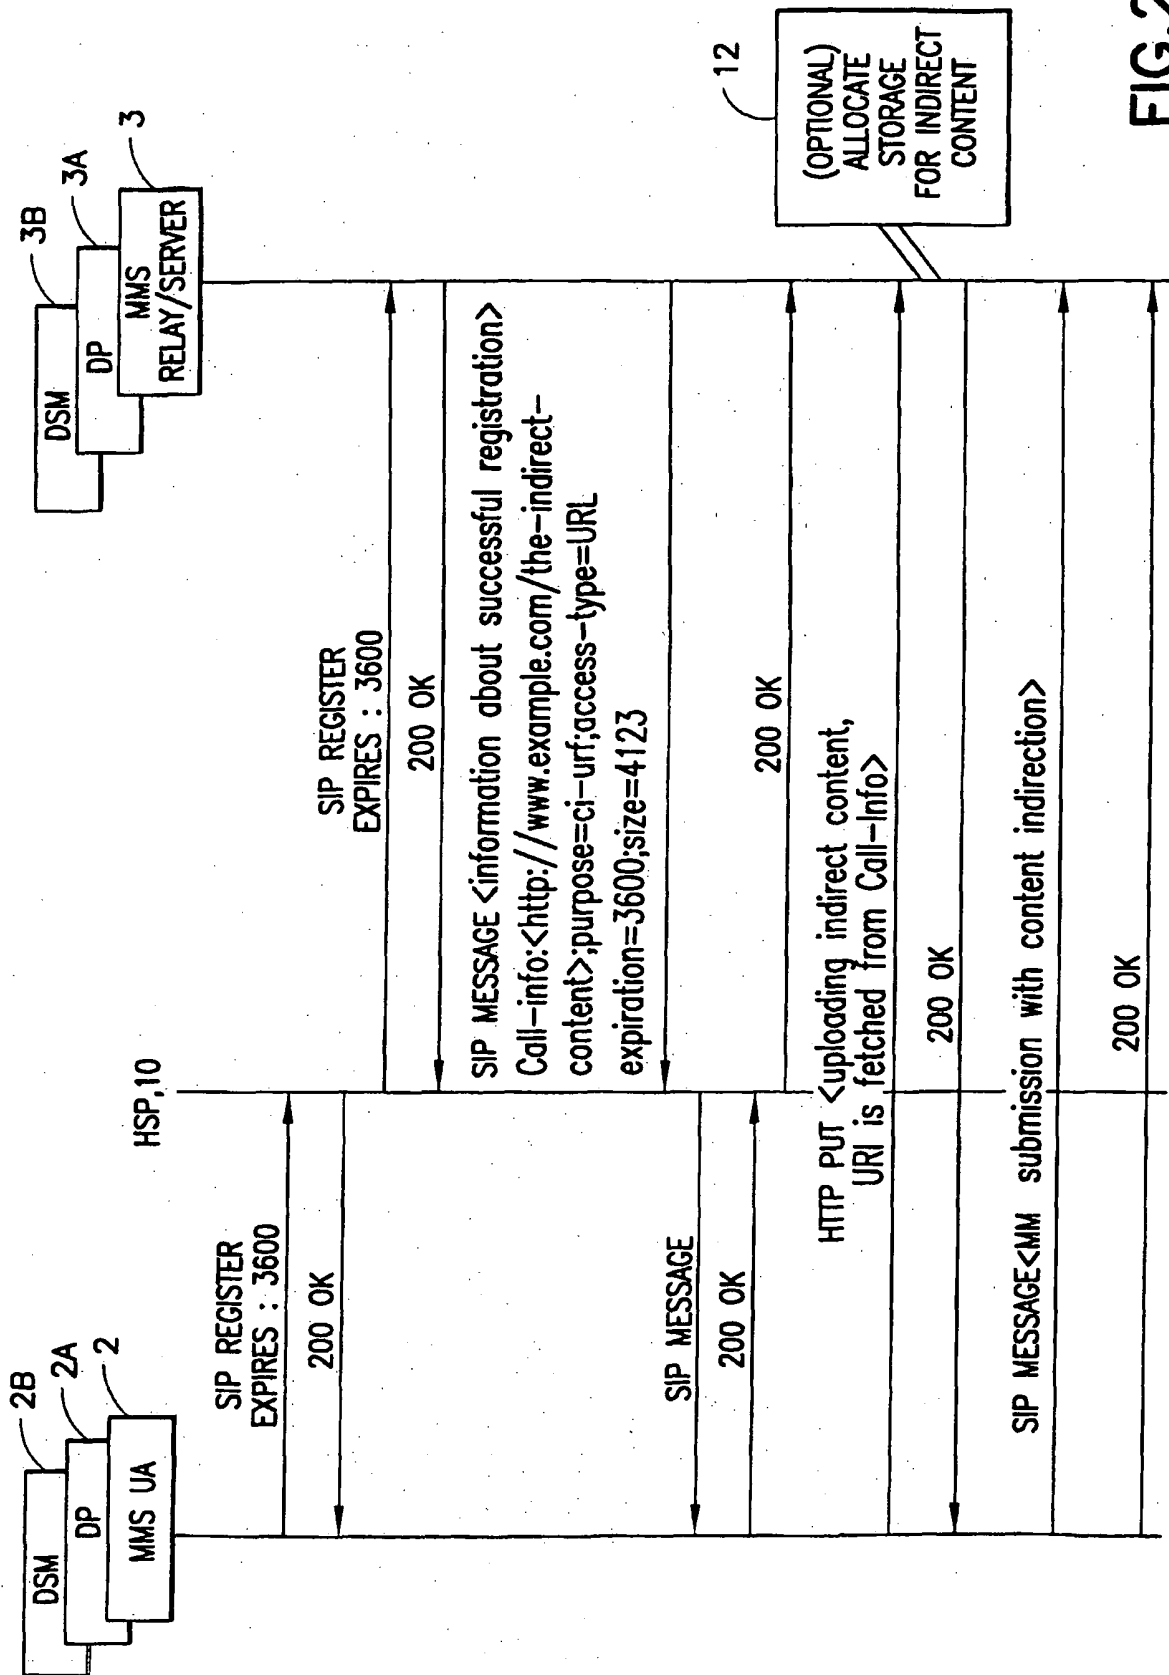 DSM
2B
DP
2A
MMS UA
2
HSP,10
DSM
3B
DP
3A
MMS
RELAY/SERVER
3
SIP REGISTER
EXPIRES : 3600
200 OK
SIP REGISTER
EXPIRES : 3600
200 OK
SIP MESSAGE <information about successful registration>
Call-info:<http://www.example.com/the-indirect-
content>;purpose=ci-url;access-type=URL
expiration=3600;size=4123
SIP MESSAGE
200 OK
200 OK
HTTP PUT <uploading indirect content,
URI is fetched from Call-Info>
12
(OPTIONAL)
ALLOCATE
STORAGE
FOR INDIRECT
CONTENT
200 OK
SIP MESSAGE<MM submission with content indirection>
200 OK
FIG.2